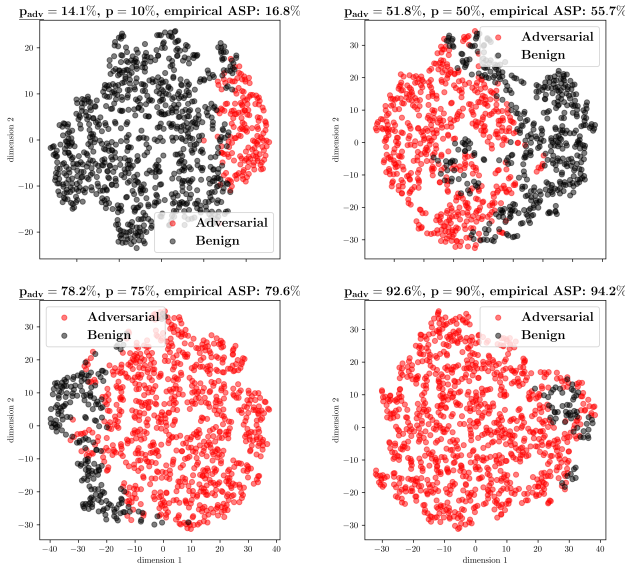 p_adv = 14.1%, p = 10%, empirical ASP: 16.8%
20
10
0
−10
−20
dimension 2
Adversarial
Benign
p_adv = 51.8%, p = 50%, empirical ASP: 55.7%
30
20
10
0
−10
−20
−30
dimension 2
Adversarial
Benign
p_adv = 78.2%, p = 75%, empirical ASP: 79.6%
30
20
10
0
−10
−20
−30
dimension 2
Adversarial
Benign
−40 −30 −20 −10 0 10 20 30 40
dimension 1
p_adv = 92.6%, p = 90%, empirical ASP: 94.2%
30
20
10
0
−10
−20
−30
dimension 2
Adversarial
Benign
−30 −20 −10 0 10 20 30 40
dimension 1